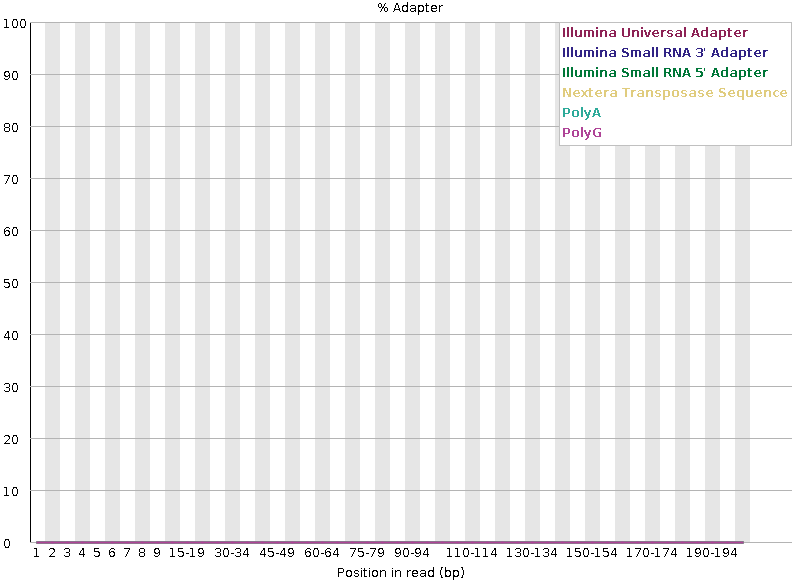 % Adapter
100
Illumina Universal Adapter
Illumina Small RNA 3' Adapter
Illumina Small RNA 5' Adapter
Nextera Transposase Sequence
PolyA
PolyG
90
80
70
60
50
40
30
20
10
0
1 2 3 4 5 6 7 8 9 15-19 30-34 45-49 60-64 75-79 90-94 110-114 130-134 150-154 170-174 190-194
Position in read (bp)